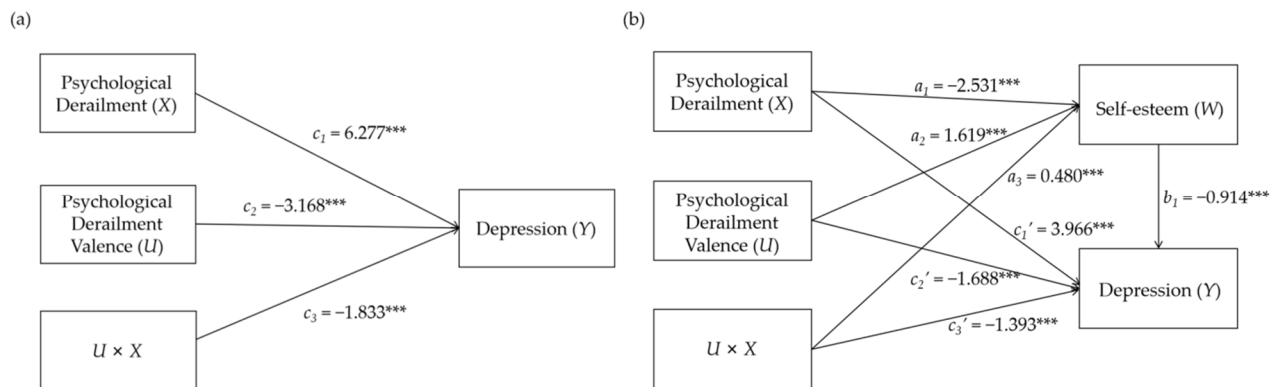 (a)
Psychological
Derailment (X)
c₁ = 6.277***
Psychological
Derailment
Valence (U)
c₂ = −3.168***
Depression (Y)
c₃ = −1.833***
U × X
(b)
Psychological
Derailment (X)
a₁ = −2.531***
Self-esteem (W)
a₂ = 1.619***
a₃ = 0.480***
Psychological
Derailment
Valence (U)
b₁ = −0.914***
c₁′ = 3.966***
c₂′ = −1.688***
Depression (Y)
c₃′ = −1.393***
U × X